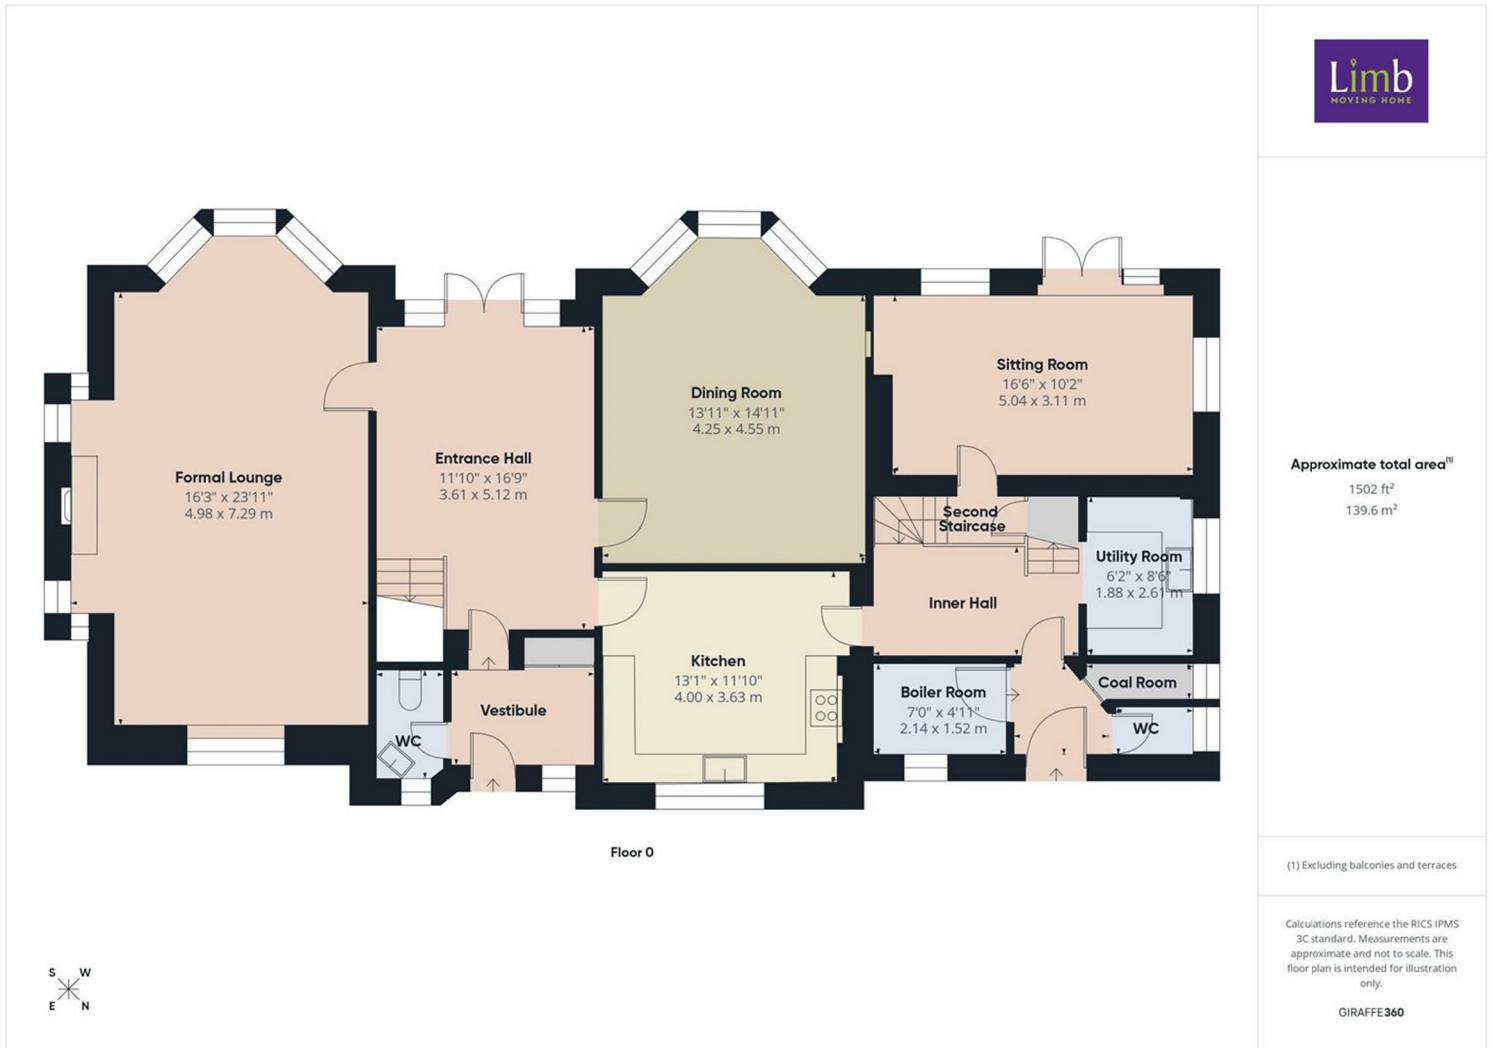 Limb
MOVING HOME
Formal Lounge
16'3" x 23'11"
4.98 x 7.29 m
Entrance Hall
11'10" x 16'9"
3.61 x 5.12 m
Dining Room
13'11" x 14'11"
4.25 x 4.55 m
Sitting Room
16'6" x 10'2"
5.04 x 3.11 m
Second
Staircase
Utility Room
6'2" x 8'6"
1.88 x 2.61 m
Inner Hall
Kitchen
13'1" x 11'10"
4.00 x 3.63 m
Boiler Room
7'0" x 4'11"
2.14 x 1.52 m
Coal Room
WC
Vestibule
WC
Floor 0
S W
E N
Approximate total area(1)
1502 ft²
139.6 m²
(1) Excluding balconies and terraces
Calculations reference the RICS IPMS
3C standard. Measurements are
approximate and not to scale. This
floor plan is intended for illustration
only.
GIRAFFE360